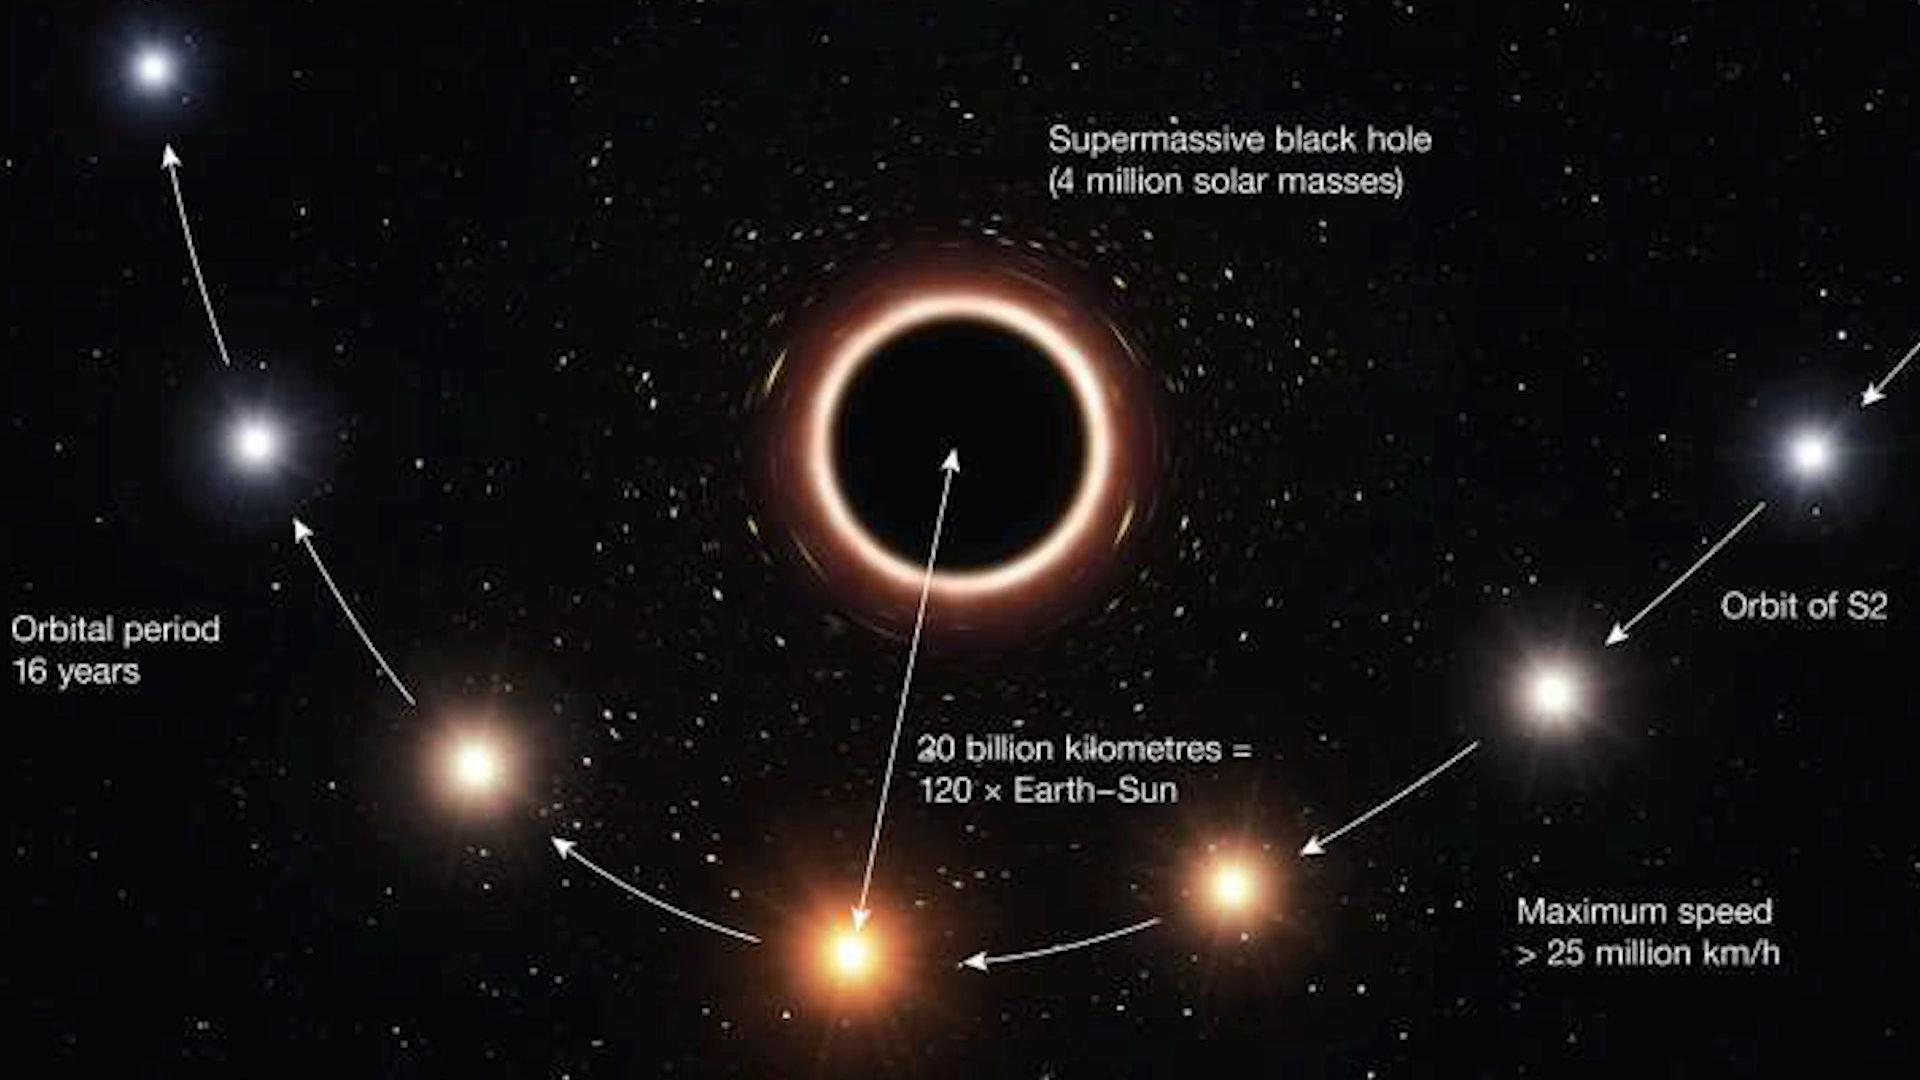 Supermassive black hole
(4 million solar masses)
Orbit of S2
Orbital period
16 years
20 billion kilometres =
120 × Earth–Sun
Maximum speed
> 25 million km/h